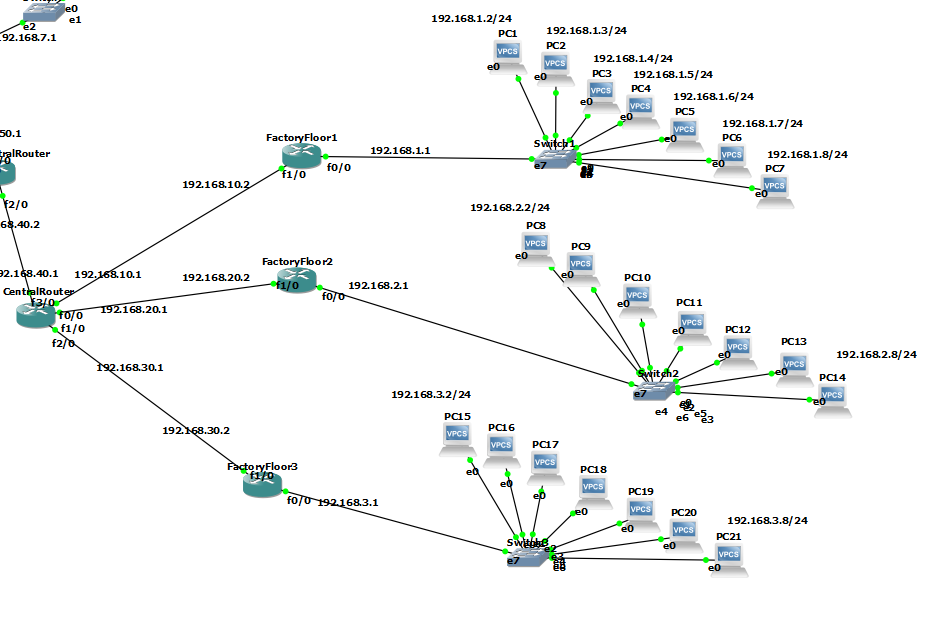 e0
e1
e2
192.168.7.1
192.168.1.2/24
PC1
VPCS
e0
192.168.1.3/24
PC2
VPCS
e0
192.168.1.4/24
PC3
VPCS
e0
192.168.1.5/24
PC4
VPCS
e0
192.168.1.6/24
PC5
VPCS
e0
192.168.1.7/24
PC6
VPCS
e0
192.168.1.8/24
PC7
VPCS
e0
Switch1
e7
50.1
tralRouter
/0
f2/0
68.40.2
FactoryFloor1
f1/0
f0/0
192.168.1.1
192.168.10.2
92.168.40.1
192.168.10.1
CentralRouter
f3/0
f0/0
f1/0
f2/0
192.168.20.1
192.168.20.2
FactoryFloor2
f1/0
f0/0
192.168.2.1
192.168.2.2/24
PC8
VPCS
e0
PC9
VPCS
e0
PC10
VPCS
e0
PC11
VPCS
e0
PC12
VPCS
e0
PC13
VPCS
e0
192.168.2.8/24
PC14
VPCS
e0
Switch2
e7
e4
e6
e5
e3
192.168.30.1
192.168.30.2
FactoryFloor3
f1/0
f0/0
192.168.3.1
192.168.3.2/24
PC15
VPCS
e0
PC16
VPCS
e0
PC17
VPCS
e0
PC18
VPCS
e0
PC19
VPCS
e0
PC20
VPCS
e0
192.168.3.8/24
PC21
VPCS
e0
Switch3
e7
e2